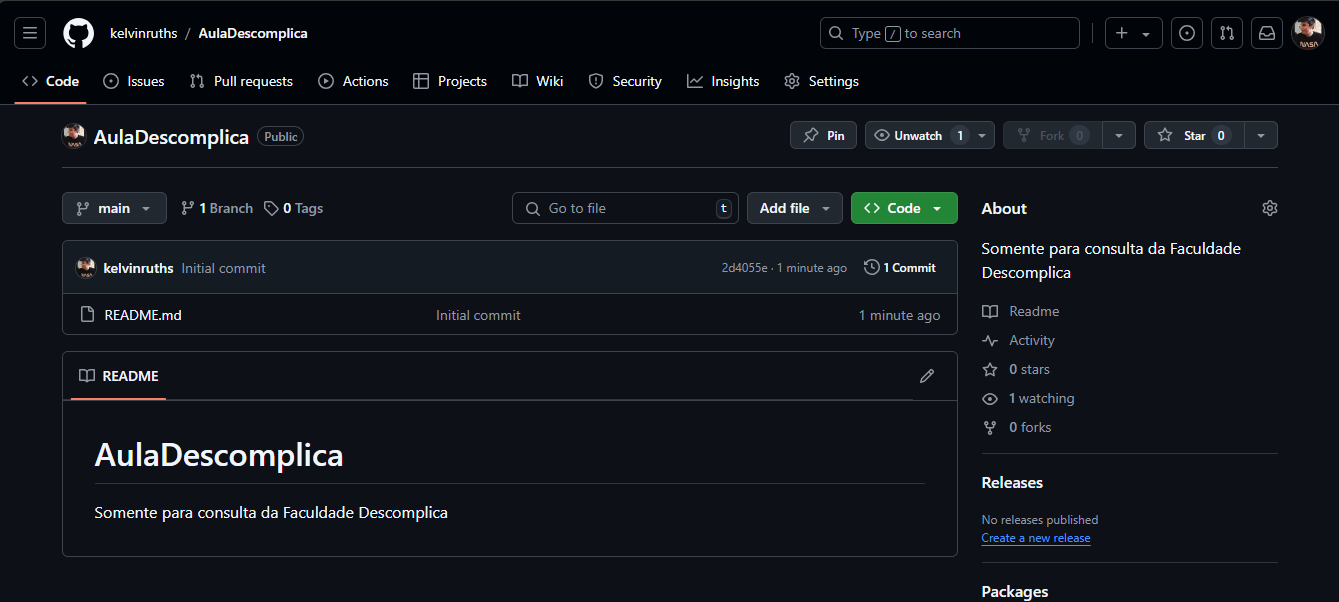 kelvinruths / AulaDescomplica
Type / to search
Code Issues Pull requests Actions Projects Wiki Security Insights Settings
AulaDescomplica Public
Pin Unwatch 1 Fork 0 Star 0
main 1 Branch 0 Tags
Go to file t Add file Code
kelvinruths Initial commit 2d4055e · 1 minute ago 1 Commit
README.md Initial commit 1 minute ago
README
AulaDescomplica
Somente para consulta da Faculdade Descomplica
About
Somente para consulta da Faculdade
Descomplica
Readme
Activity
0 stars
1 watching
0 forks
Releases
No releases published
Create a new release
Packages